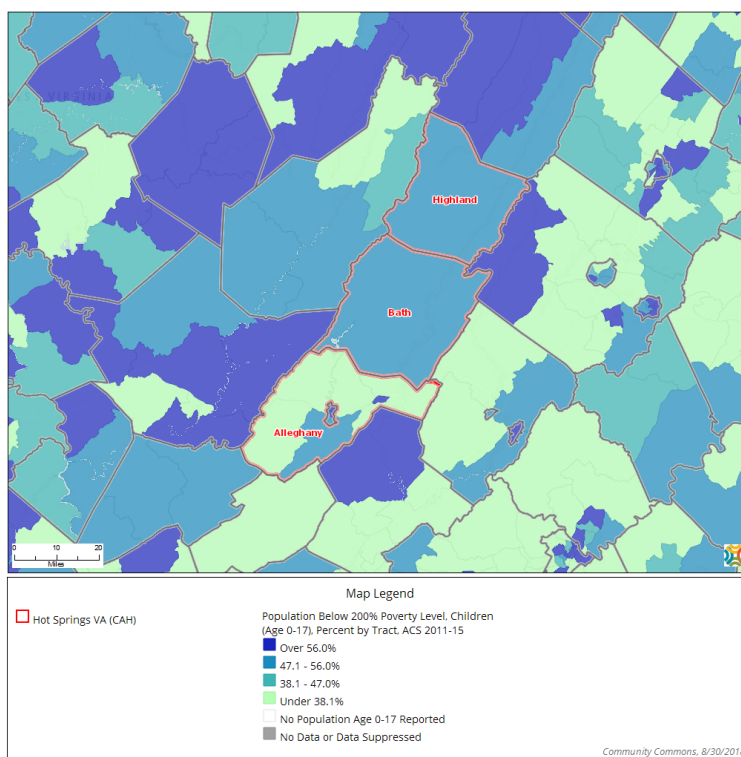 VIRGINIA
Highland
Bath
Alleghany
0 10 20
Miles
Map Legend
Hot Springs VA (CAH)
Population Below 200% Poverty Level, Children
(Age 0-17), Percent by Tract, ACS 2011-15
Over 56.0%
47.1 - 56.0%
38.1 - 47.0%
Under 38.1%
No Population Age 0-17 Reported
No Data or Data Suppressed
Community Commons, 8/30/201